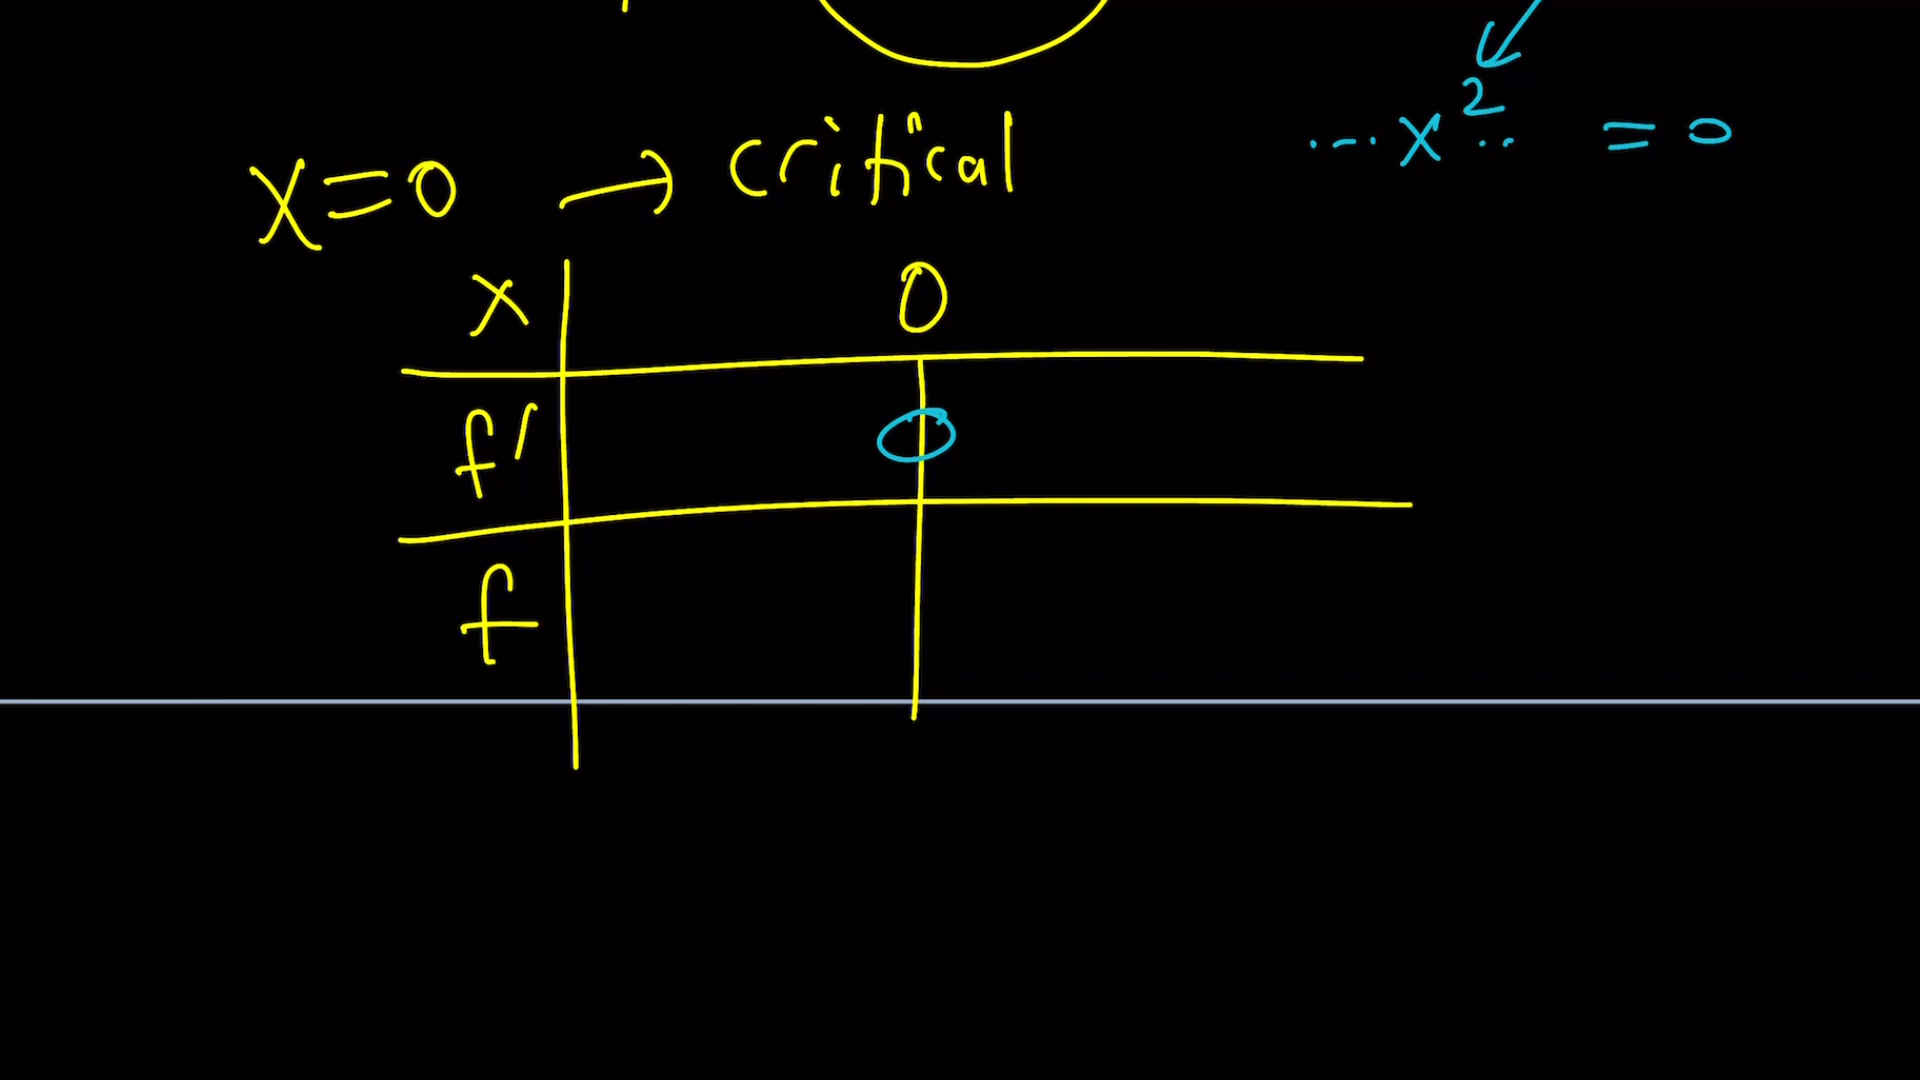 x=0 → critical
...x² .. = 0
x 0
f' 0
f